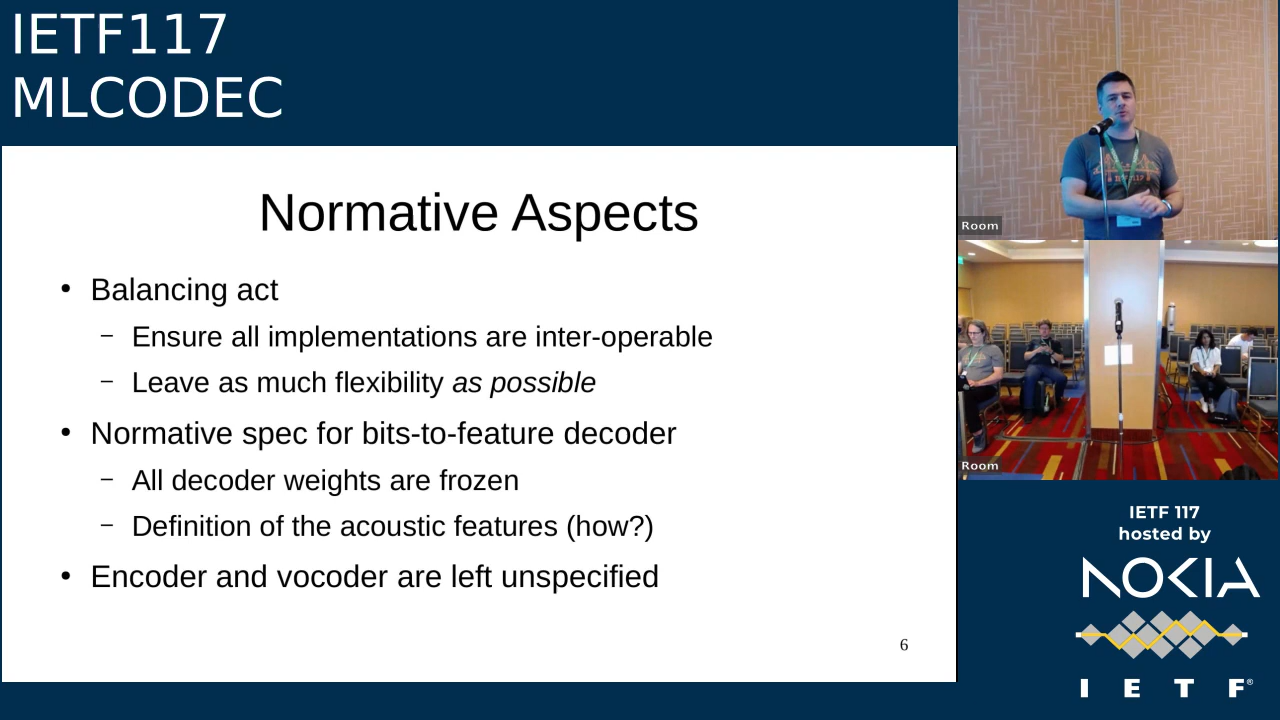 IETF117
MLCODEC
Normative Aspects
• Balancing act
– Ensure all implementations are inter-operable
– Leave as much flexibility as possible
• Normative spec for bits-to-feature decoder
– All decoder weights are frozen
– Definition of the acoustic features (how?)
• Encoder and vocoder are left unspecified
6
Room
Room
IETF 117
hosted by
NOKIA
I E T F®